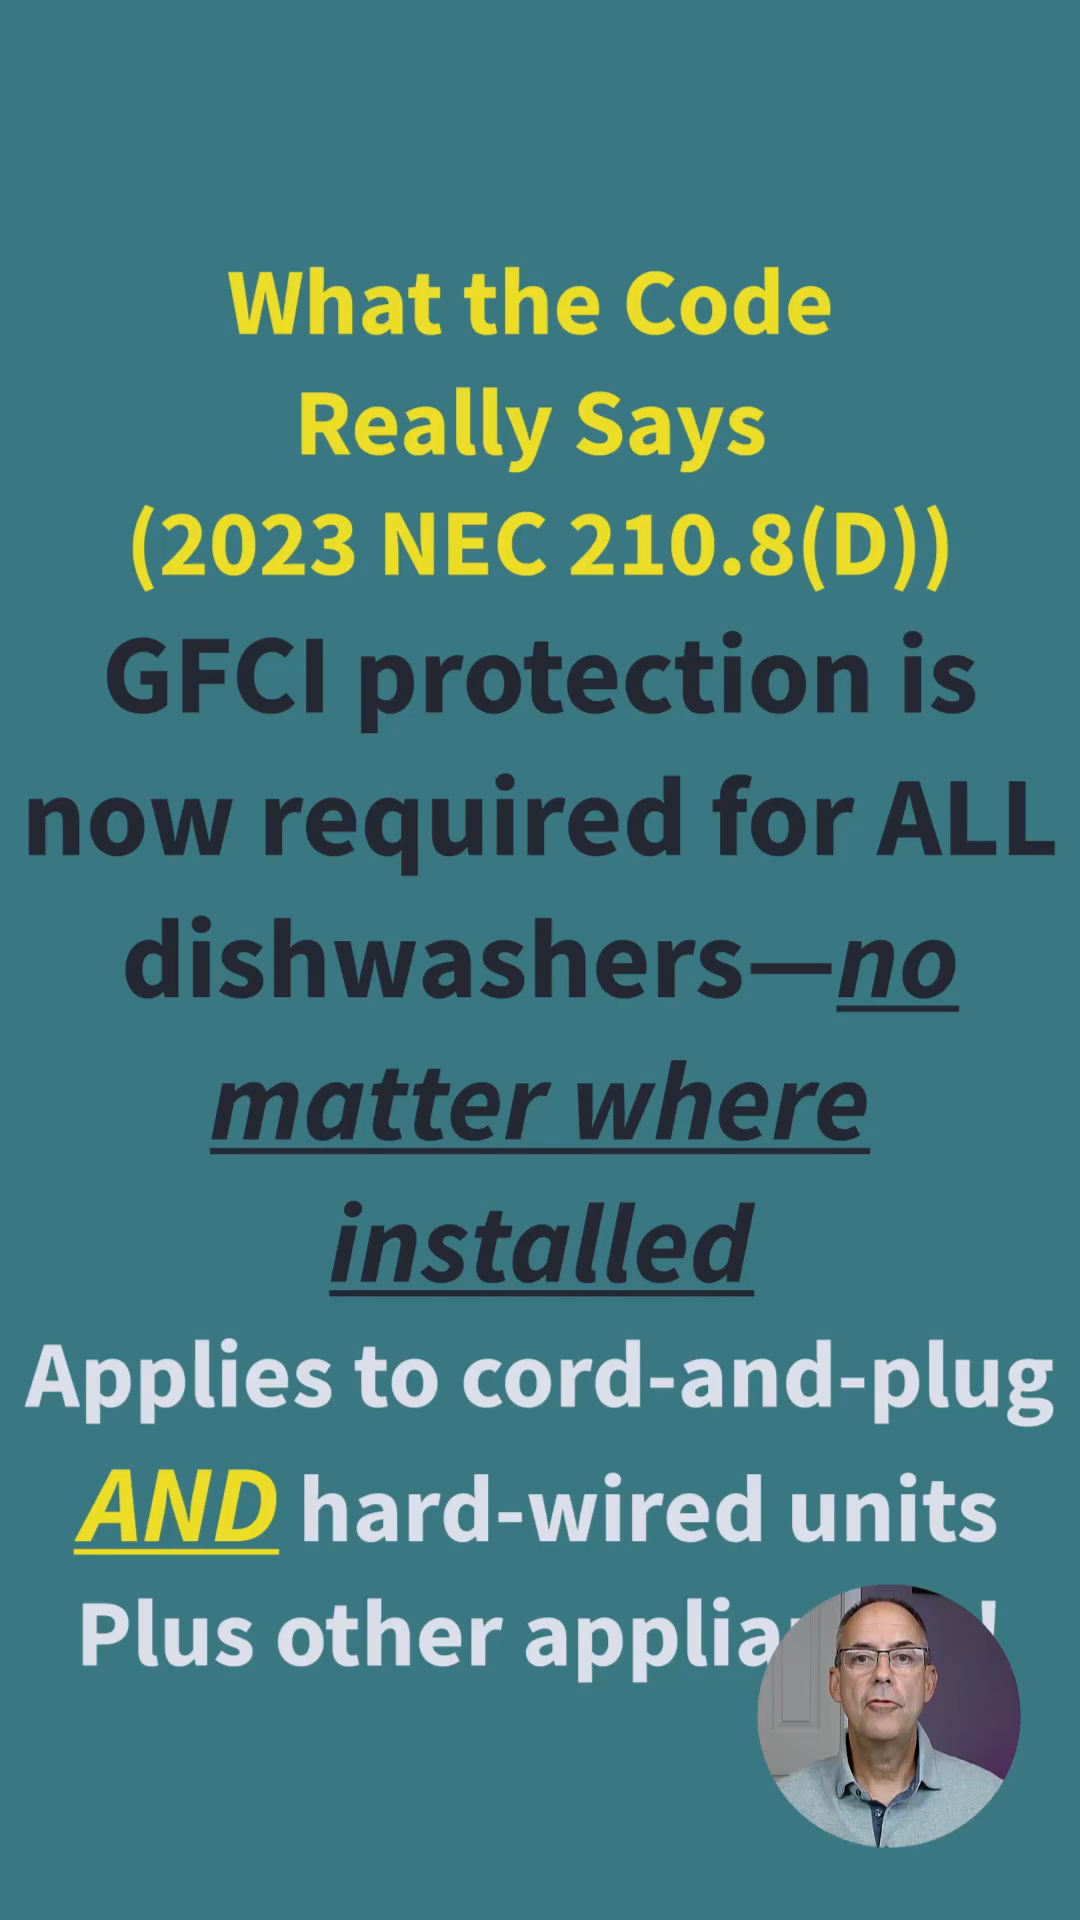 What the Code
Really Says
(2023 NEC 210.8(D))
GFCI protection is
now required for ALL
dishwashers—no
matter where
installed
Applies to cord-and-plug
AND hard-wired units
Plus other